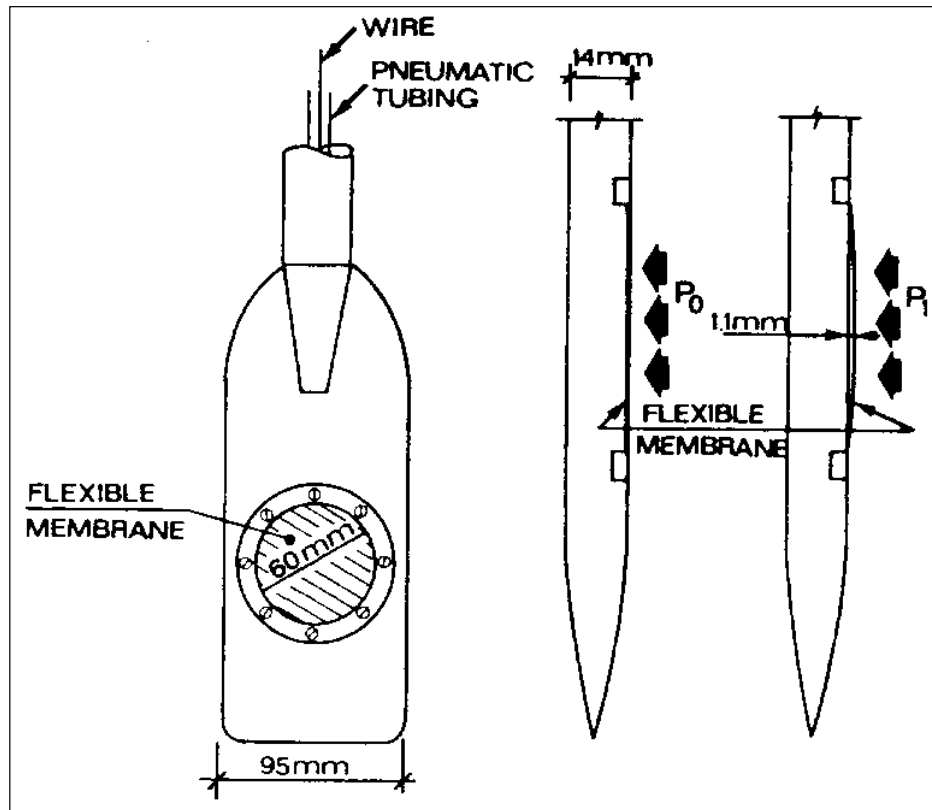 WIRE
PNEUMATIC
TUBING
14mm
P0
1.1mm
P1
FLEXIBLE
MEMBRANE
FLEXIBLE
MEMBRANE
60mm
95mm